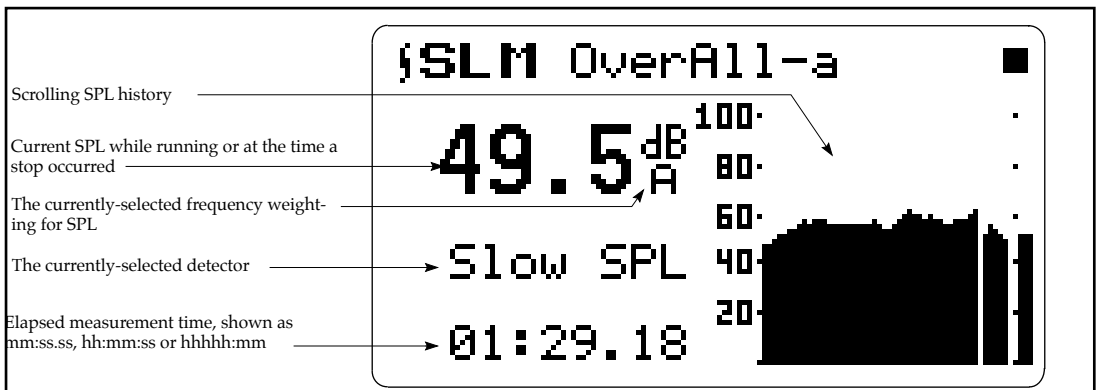 SLM OverAll-a
Scrolling SPL history
Current SPL while running or at the time a
stop occurred
The currently-selected frequency weight-
ing for SPL
The currently-selected detector
Elapsed measurement time, shown as
mm:ss.ss, hh:mm:ss or hhhhh:mm
49.5 dB
A
Slow SPL
01:29.18
100
80
60
40
20